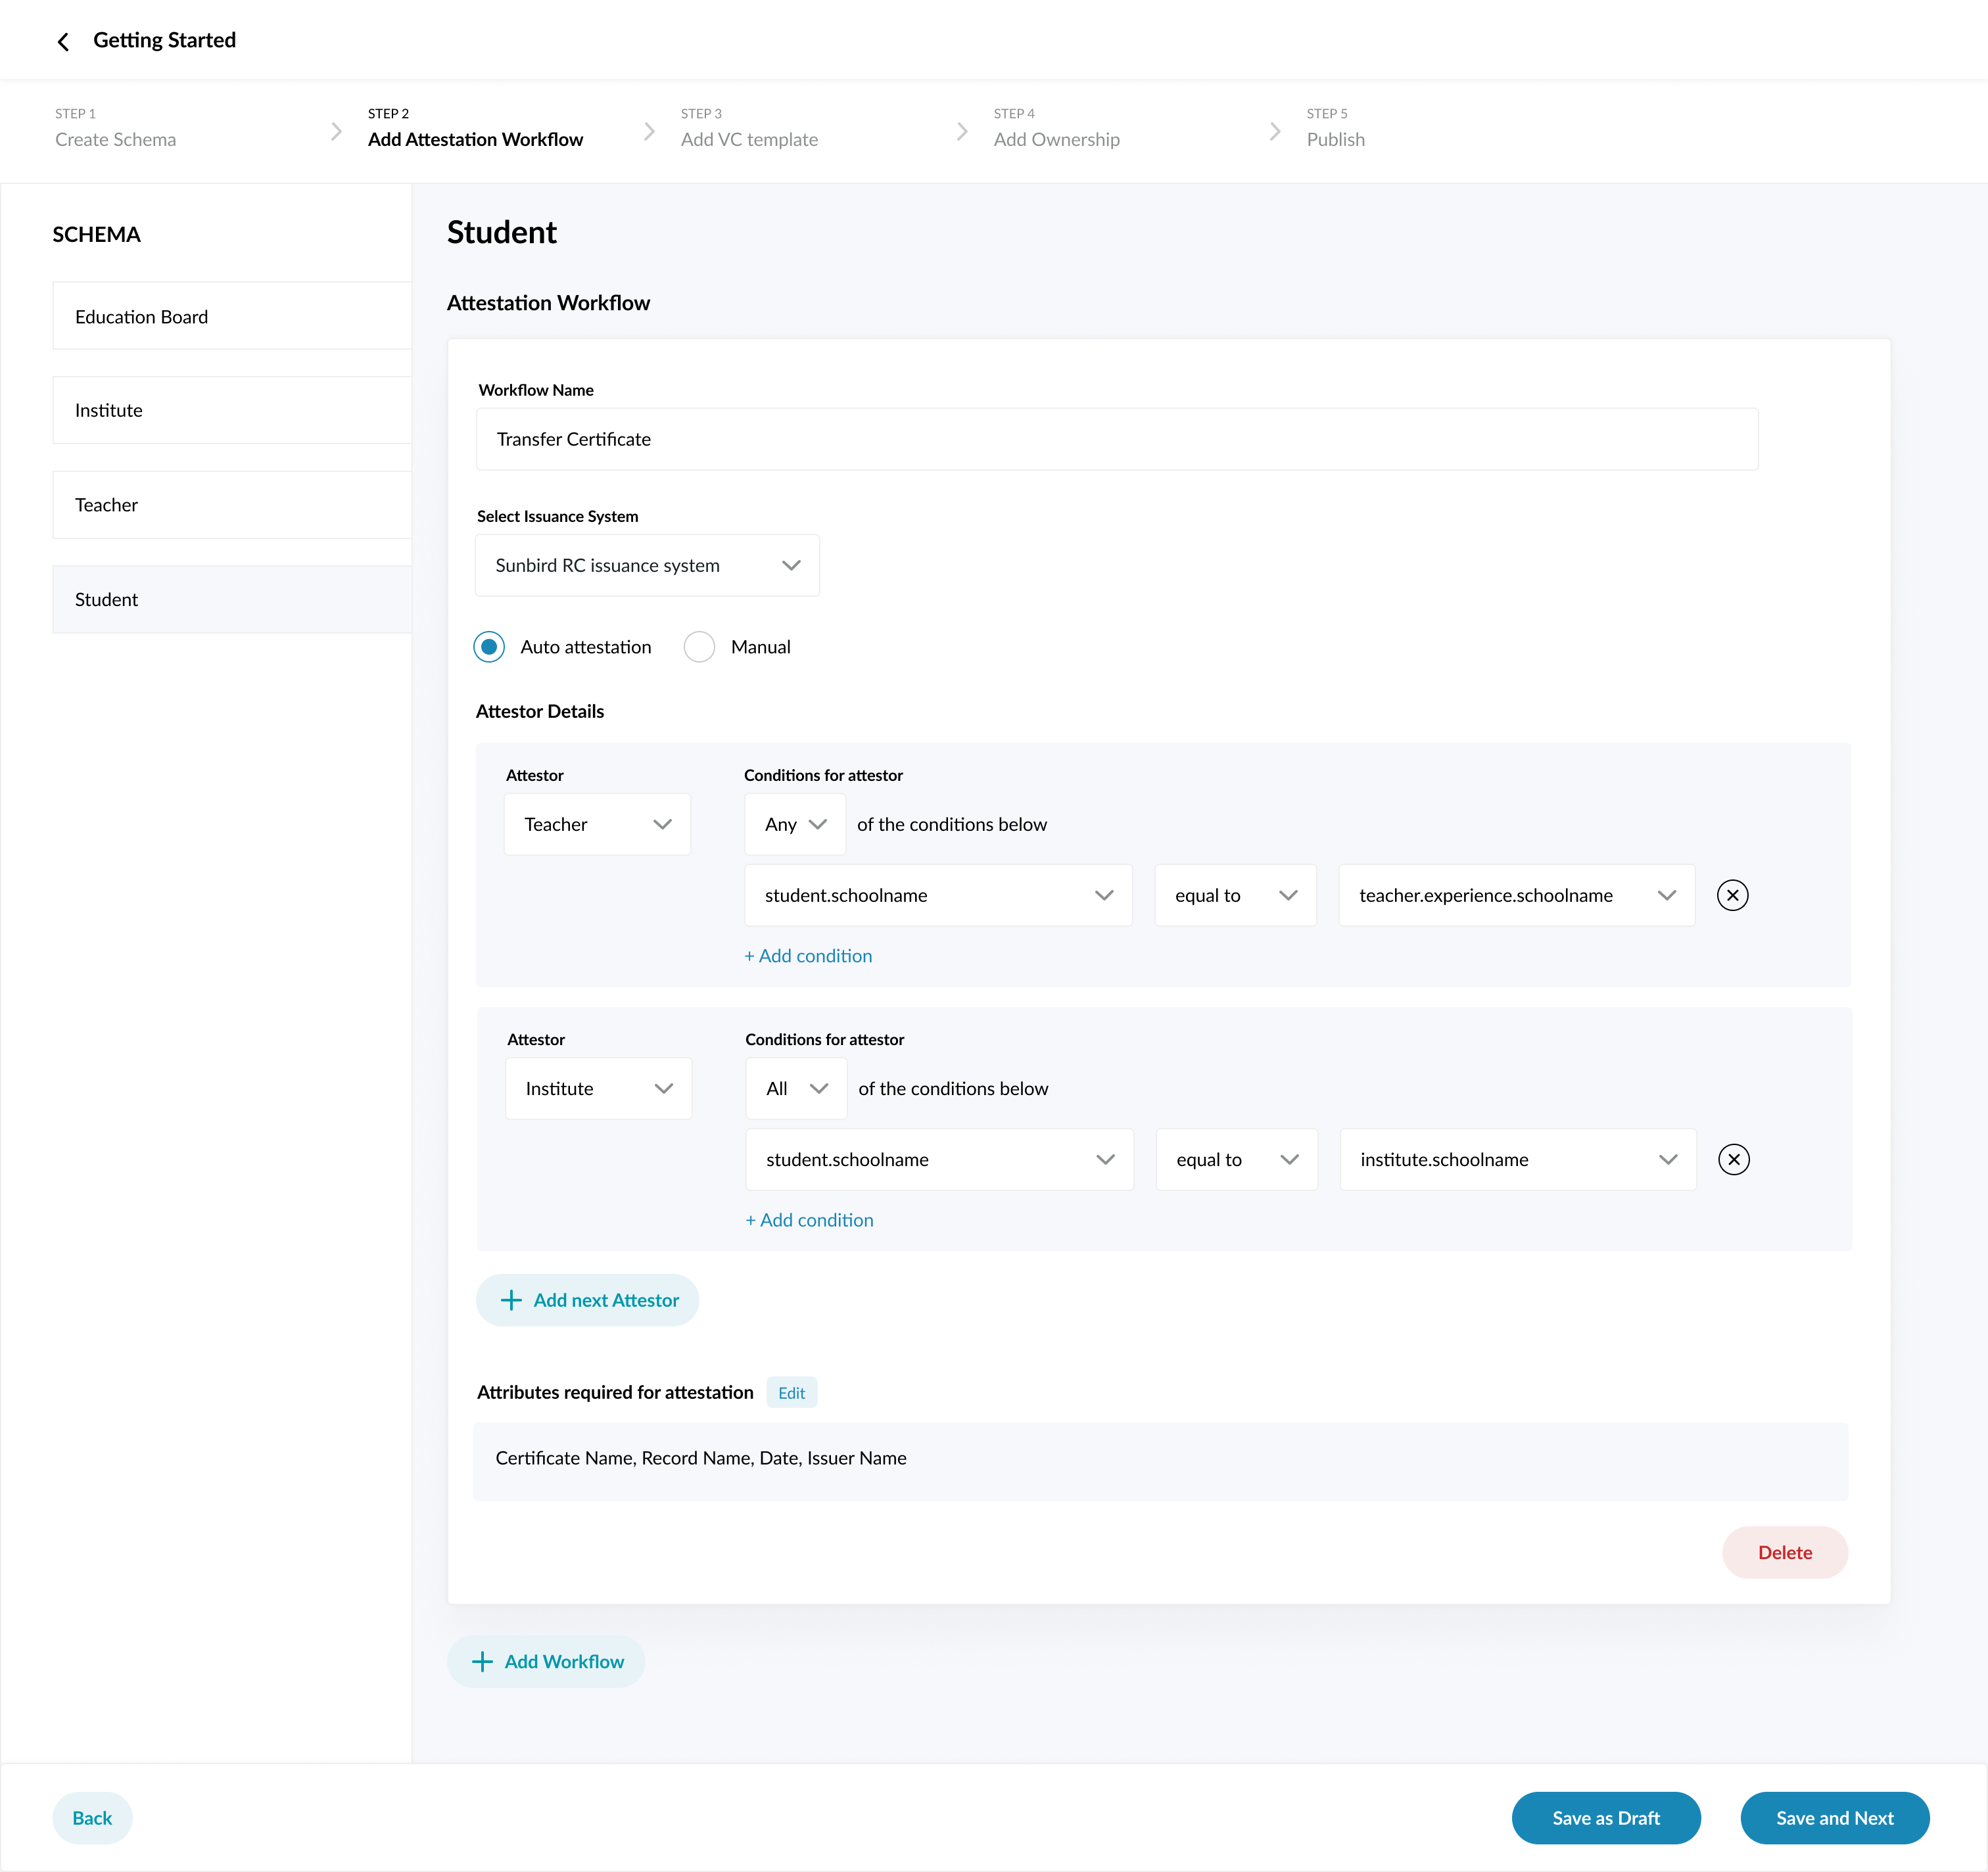 Getting Started
STEP 1
Create Schema
STEP 2
Add Attestation Workflow
STEP 3
Add VC template
STEP 4
Add Ownership
STEP 5
Publish
SCHEMA
Education Board
Institute
Teacher
Student
Student
Attestation Workflow
Workflow Name
Transfer Certificate
Select Issuance System
Sunbird RC issuance system
Auto attestation
Manual
Attestor Details
Attestor
Conditions for attestor
Teacher
Any
of the conditions below
student.schoolname
equal to
teacher.experience.schoolname
+ Add condition
Attestor
Conditions for attestor
Institute
All
of the conditions below
student.schoolname
equal to
institute.schoolname
+ Add condition
+ Add next Attestor
Attributes required for attestation
Edit
Certificate Name, Record Name, Date, Issuer Name
Delete
+ Add Workflow
Back
Save as Draft
Save and Next